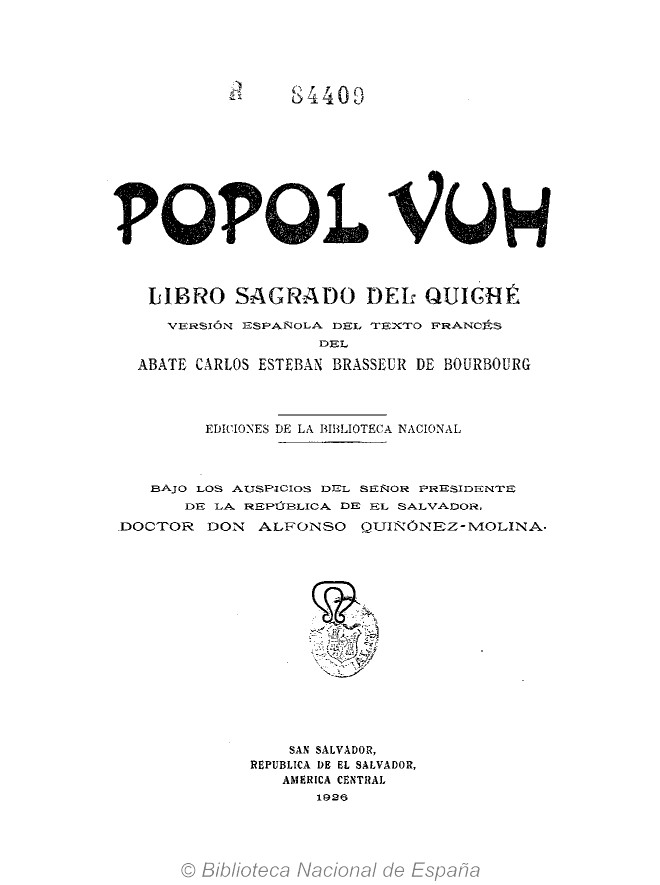 R 84409
POPOL VUH
LIBRO SAGRADO DEL QUICHÉ
VERSIÓN ESPAÑOLA DEL TEXTO FRANCÉS
DEL
ABATE CARLOS ESTEBAN BRASSEUR DE BOURBOURG
EDICIONES DE LA BIBLIOTECA NACIONAL
BAJO LOS AUSPICIOS DEL SEÑOR PRESIDENTE
DE LA REPÚBLICA DE EL SALVADOR,
DOCTOR DON ALFONSO QUIÑÓNEZ-MOLINA.
SAN SALVADOR,
REPUBLICA DE EL SALVADOR,
AMERICA CENTRAL
1926
© Biblioteca Nacional de España